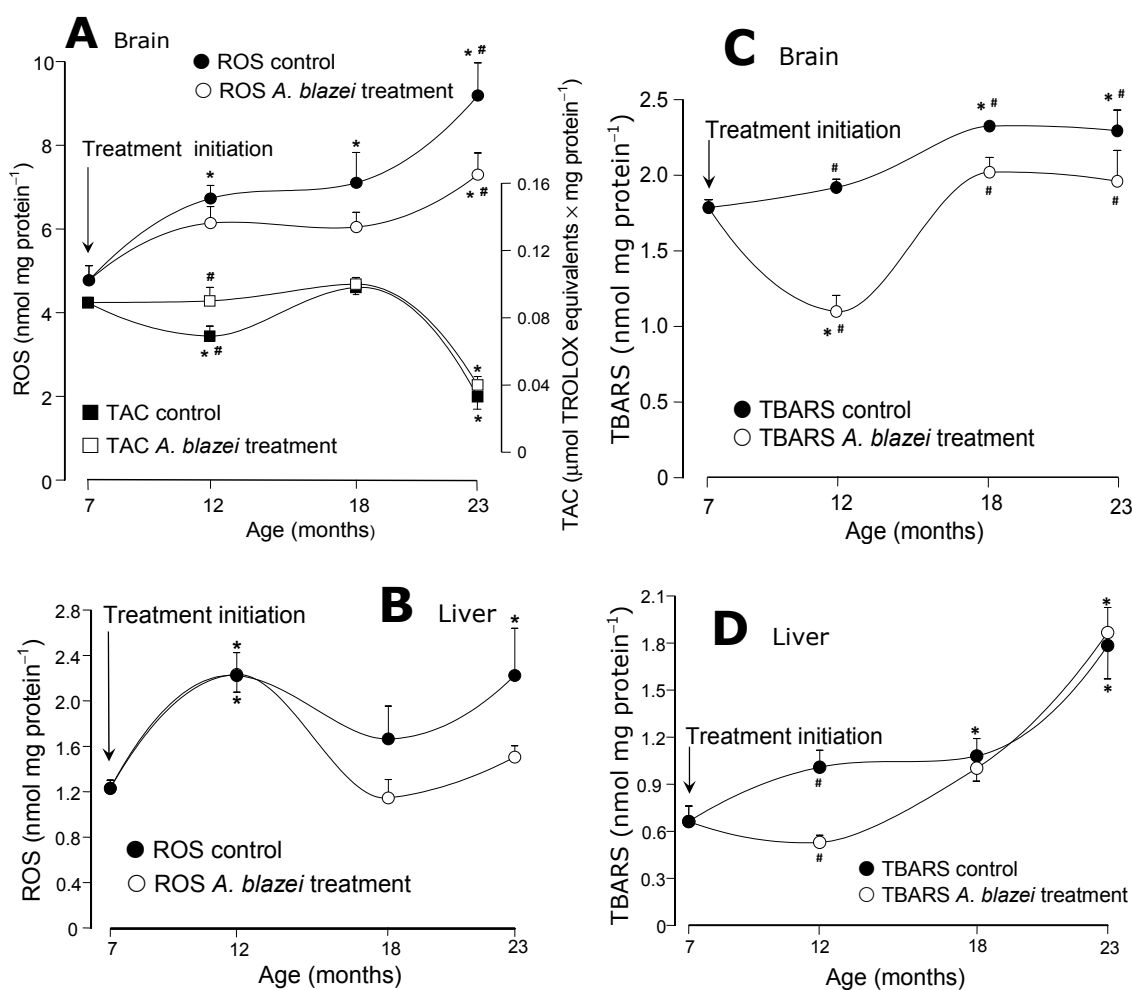 A Brain
ROS control
ROS A. blazei treatment
Treatment initiation
10
8
6
4
2
0
ROS (nmol mg protein⁻¹)
* #
*
*
* #
#
* #
*
*
0.16
0.12
0.08
0.04
0
TAC (μmol TROLOX equivalents × mg protein⁻¹)
TAC control
TAC A. blazei treatment
7 12 18 23
Age (months)
C Brain
Treatment initiation
2.5
2.0
1.5
1.0
0.5
0
TBARS (nmol mg protein⁻¹)
#
* #
* #
* #
#
#
TBARS control
TBARS A. blazei treatment
7 12 18 23
Age (months)
B Liver
Treatment initiation
2.8
2.4
2.0
1.6
1.2
0.8
0.4
0
ROS (nmol mg protein⁻¹)
*
*
*
ROS control
ROS A. blazei treatment
7 12 18 23
Age (months)
D Liver
Treatment initiation
2.1
1.8
1.5
1.2
0.9
0.6
0.3
0
TBARS (nmol mg protein⁻¹)
#
#
*
*
*
TBARS control
TBARS A. blazei treatment
7 12 18 23
Age (months)